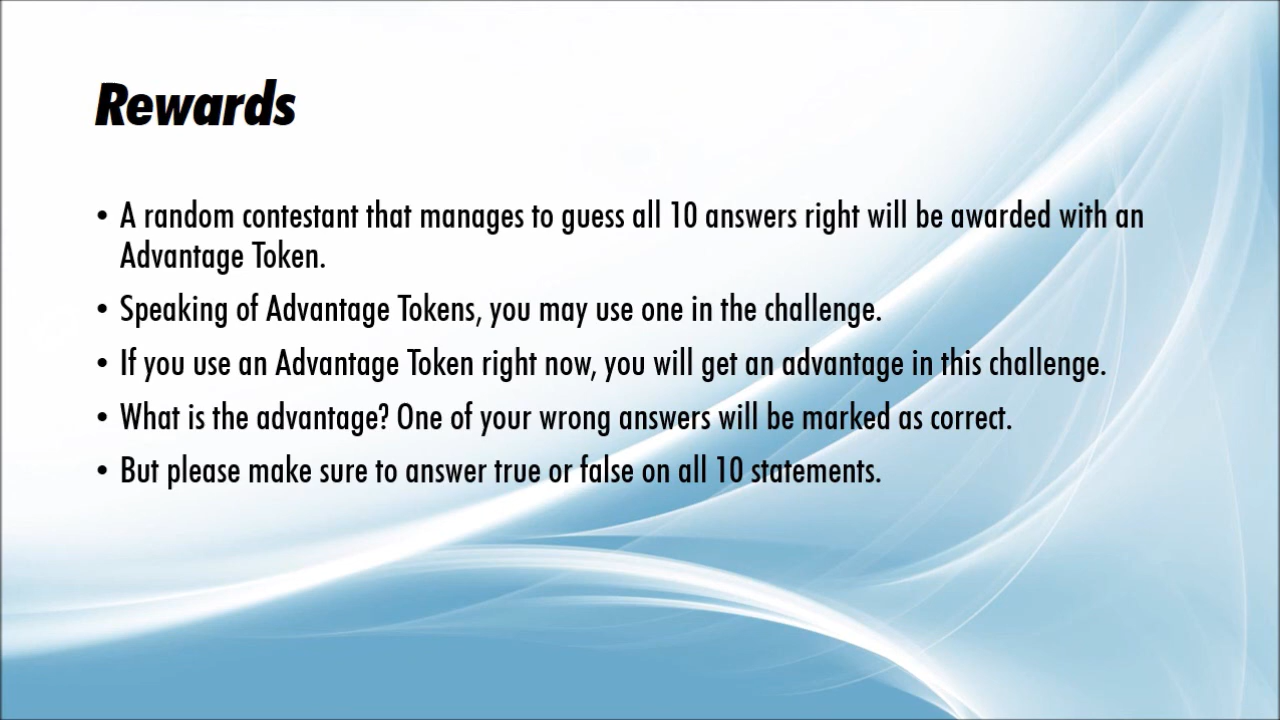 Rewards
• A random contestant that manages to guess all 10 answers right will be awarded with an
Advantage Token.
• Speaking of Advantage Tokens, you may use one in the challenge.
• If you use an Advantage Token right now, you will get an advantage in this challenge.
• What is the advantage? One of your wrong answers will be marked as correct.
• But please make sure to answer true or false on all 10 statements.